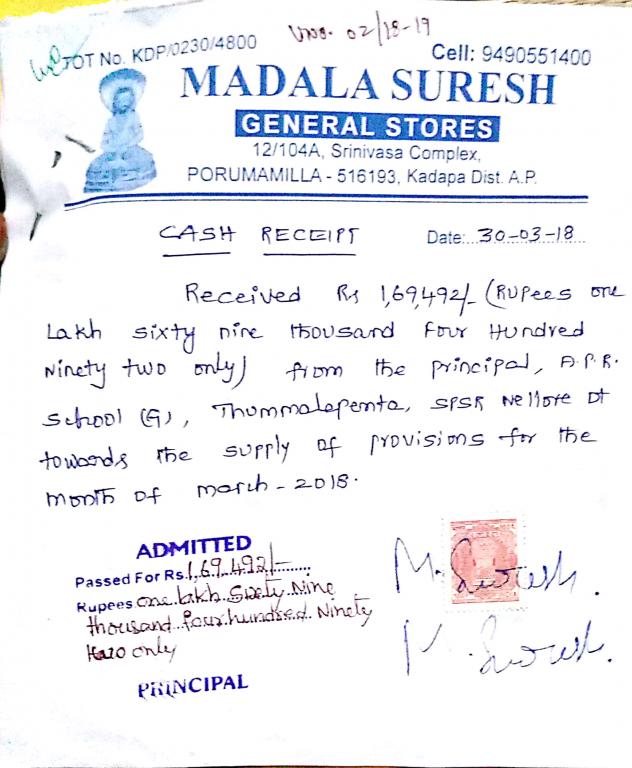 TOT No. KDP/0230/4800
VNo. 02/18-19
Cell: 9490551400
MADALA SURESH
GENERAL STORES
12/104A, Srinivasa Complex,
PORUMAMILLA - 516193, Kadapa Dist. A.P.
CASH RECEIPT
Date: 30-03-18
Received Rs 1,69,492/- (Rupees one
Lakh sixty nine thousand four Hundred
Ninety two only) from the principal, A.P.R.
School (G), Thummalapenta, SPSR Nellore Dt
towards the supply of provisions for the
month of march - 2018.
ADMITTED
Passed For Rs. 1,69,492/-
Rupees one lakh Sixty Nine
thousand four hundred Ninety
two only
PRINCIPAL
M. Suresh.
M. Suresh.